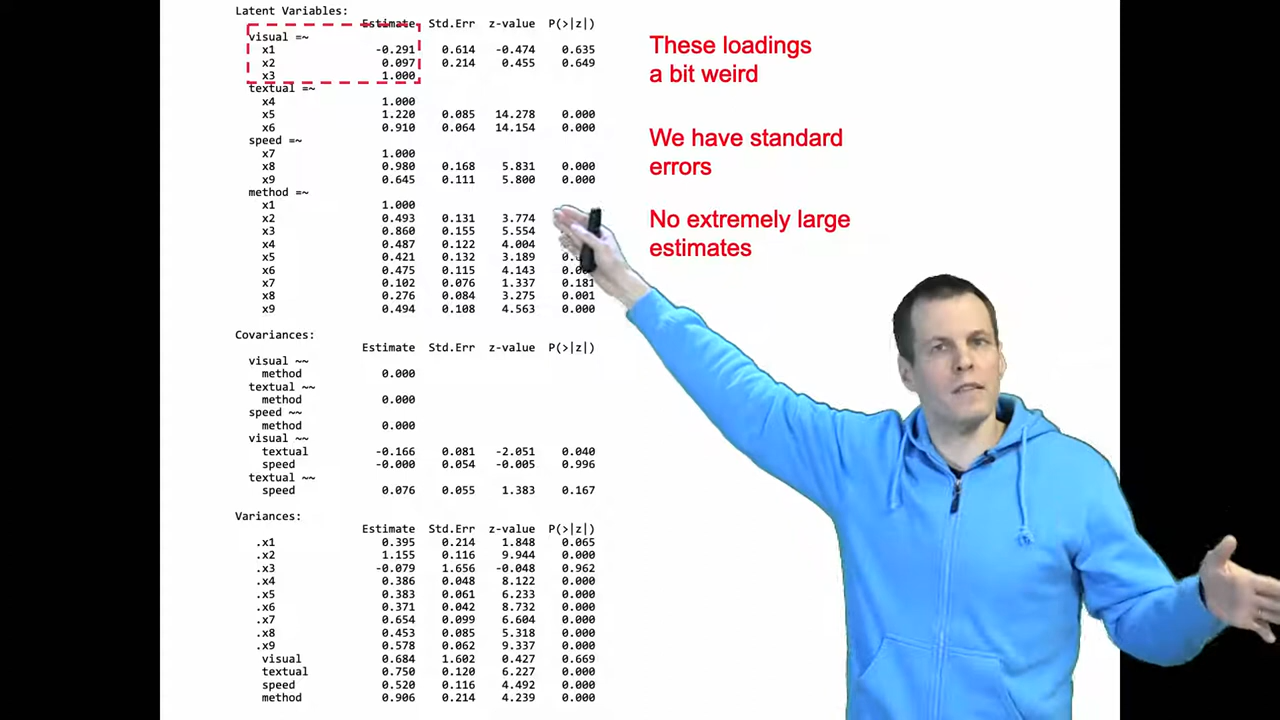 Latent Variables:
Estimate Std.Err z-value P(>|z|)
visual =~
x1 -0.291 0.614 -0.474 0.635
x2 0.097 0.214 0.455 0.649
x3 1.000
textual =~
x4 1.000
x5 1.220 0.085 14.278 0.000
x6 0.910 0.064 14.154 0.000
speed =~
x7 1.000
x8 0.980 0.168 5.831 0.000
x9 0.645 0.111 5.800 0.000
method =~
x1 1.000
x2 0.493 0.131 3.774
x3 0.860 0.155 5.554
x4 0.487 0.122 4.004
x5 0.421 0.132 3.189
x6 0.475 0.115 4.143
x7 0.102 0.076 1.337 0.181
x8 0.276 0.084 3.275 0.001
x9 0.494 0.108 4.563 0.000
Covariances:
Estimate Std.Err z-value P(>|z|)
visual ~~
method 0.000
textual ~~
method 0.000
speed ~~
method 0.000
visual ~~
textual -0.166 0.081 -2.051 0.040
speed -0.000 0.054 -0.005 0.996
textual ~~
speed 0.076 0.055 1.383 0.167
Variances:
Estimate Std.Err z-value P(>|z|)
.x1 0.395 0.214 1.848 0.065
.x2 1.155 0.116 9.944 0.000
.x3 -0.079 1.656 -0.048 0.962
.x4 0.386 0.048 8.122 0.000
.x5 0.383 0.061 6.233 0.000
.x6 0.371 0.042 8.732 0.000
.x7 0.654 0.099 6.604 0.000
.x8 0.453 0.085 5.318 0.000
.x9 0.578 0.062 9.337 0.000
visual 0.684 1.602 0.427 0.669
textual 0.750 0.120 6.227 0.000
speed 0.520 0.116 4.492 0.000
method 0.906 0.214 4.239 0.000
These loadings
a bit weird
We have standard
errors
No extremely large
estimates